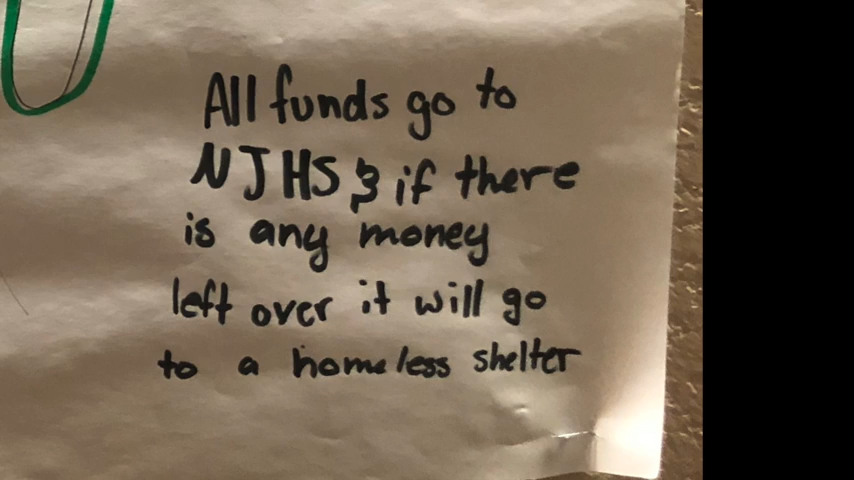 All funds go to
NJHS & if there
is any money
left over it will go
to a homeless shelter